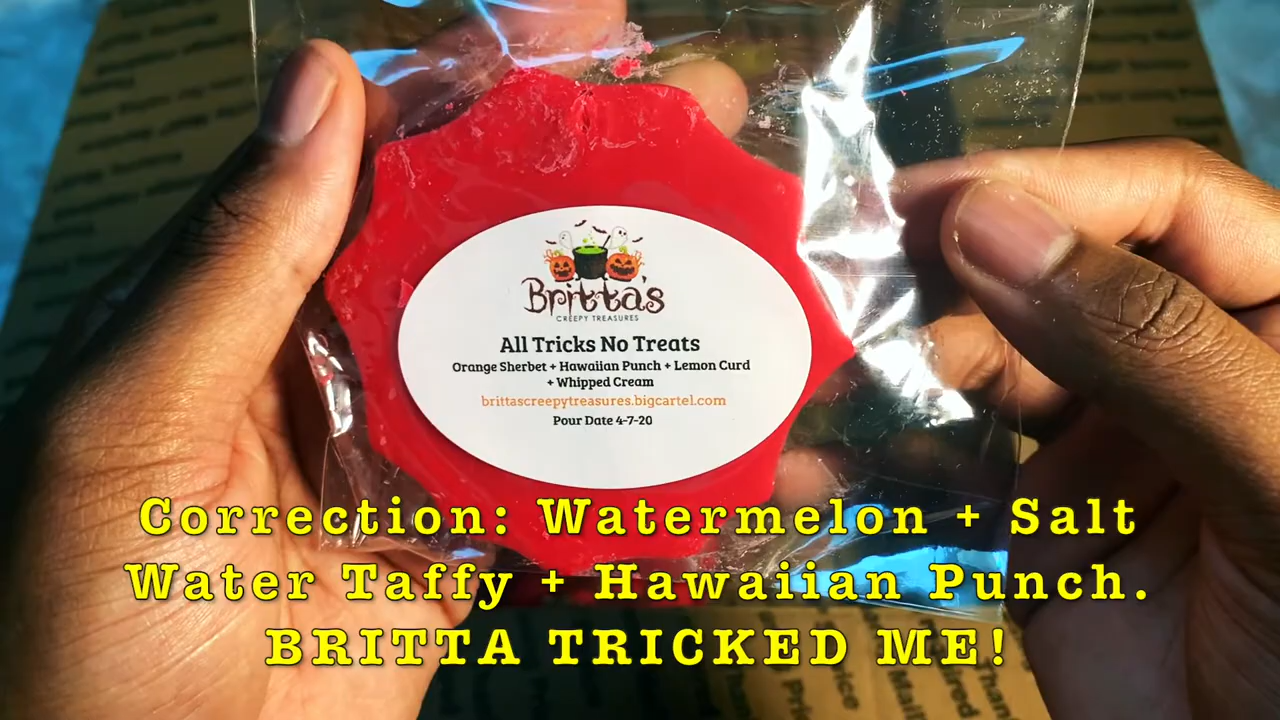 Britta's
CREEPY TREASURES
All Tricks No Treats
Orange Sherbet + Hawaiian Punch + Lemon Curd
+ Whipped Cream
brittascreepytreasures.bigcartel.com
Pour Date 4-7-20
Correction: Watermelon + Salt
Water Taffy + Hawaiian Punch.
BRITTA TRICKED ME!